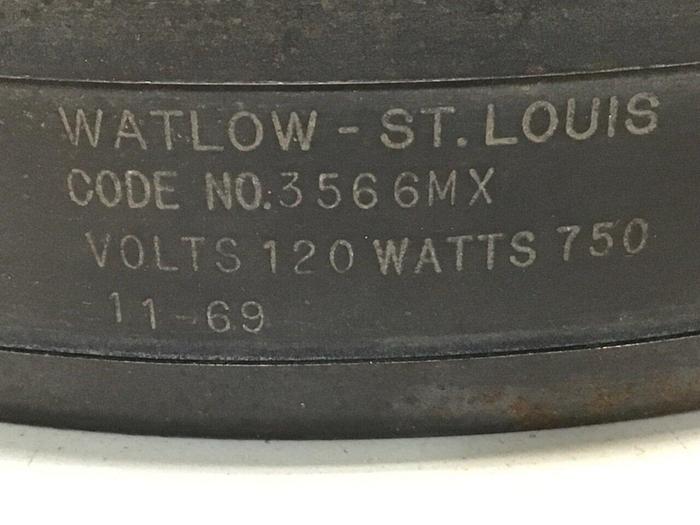 WATLOW - ST. LOUIS
CODE NO. 3566MX
VOLTS 120 WATTS 750
11-69